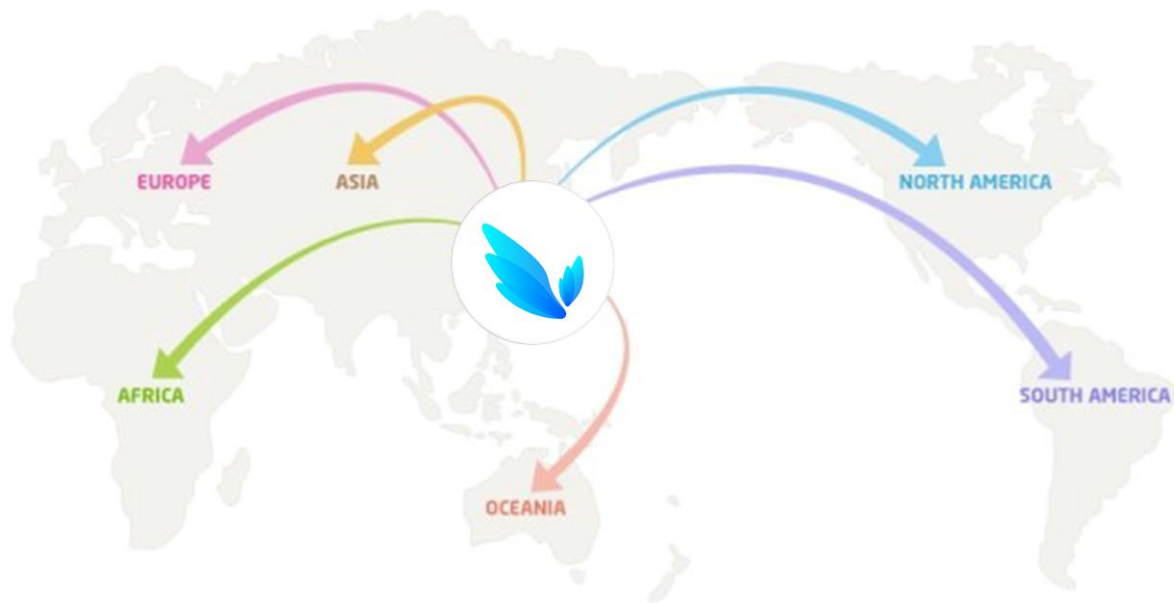 EUROPE
ASIA
NORTH AMERICA
AFRICA
SOUTH AMERICA
OCEANIA